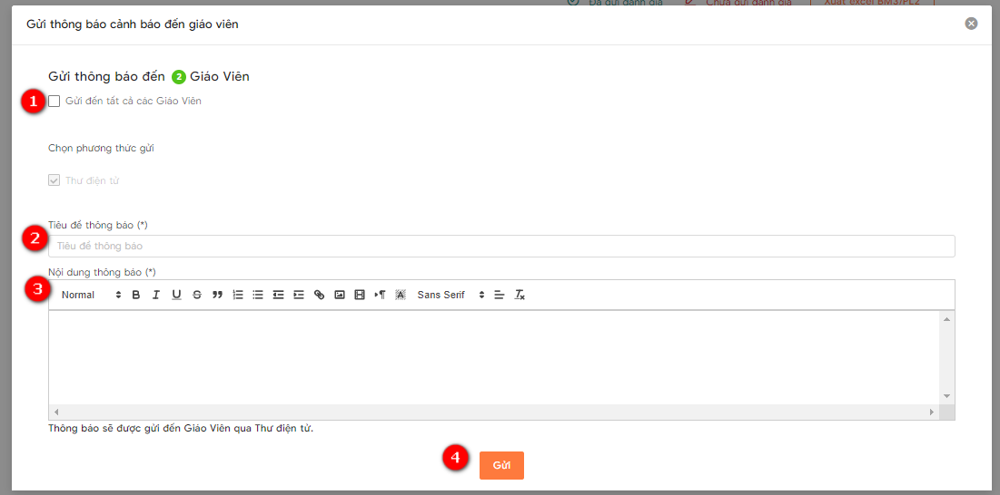 Đã gửi đánh giá Chưa gửi đánh giá Xuất excel BM3/PL2
Gửi thông báo cảnh báo đến giáo viên
Gửi thông báo đến 2 Giáo Viên
1 Gửi đến tất cả các Giáo Viên
Chọn phương thức gửi
Thư điện tử
Tiêu đề thông báo (*)
2 Tiêu đề thông báo
Nội dung thông báo (*)
3 Normal B I U S Sans Serif
Thông báo sẽ được gửi đến Giáo Viên qua Thư điện tử.
4 Gửi